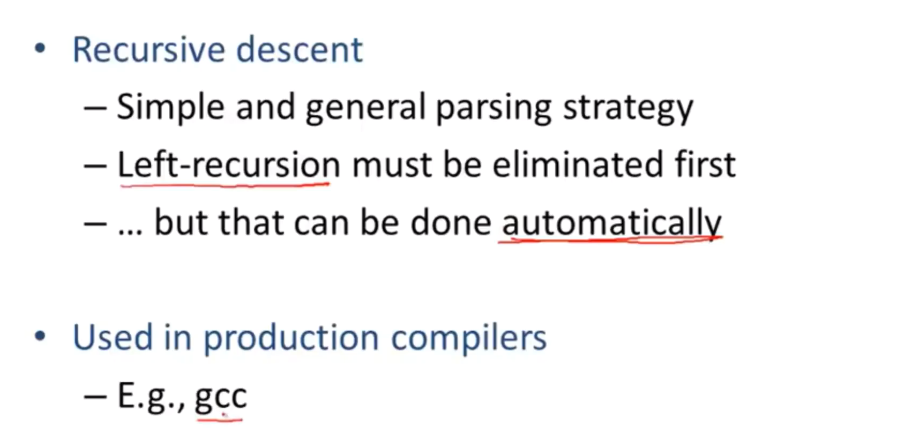 • Recursive descent
– Simple and general parsing strategy
– Left-recursion must be eliminated first
– ... but that can be done automatically
• Used in production compilers
– E.g., gcc